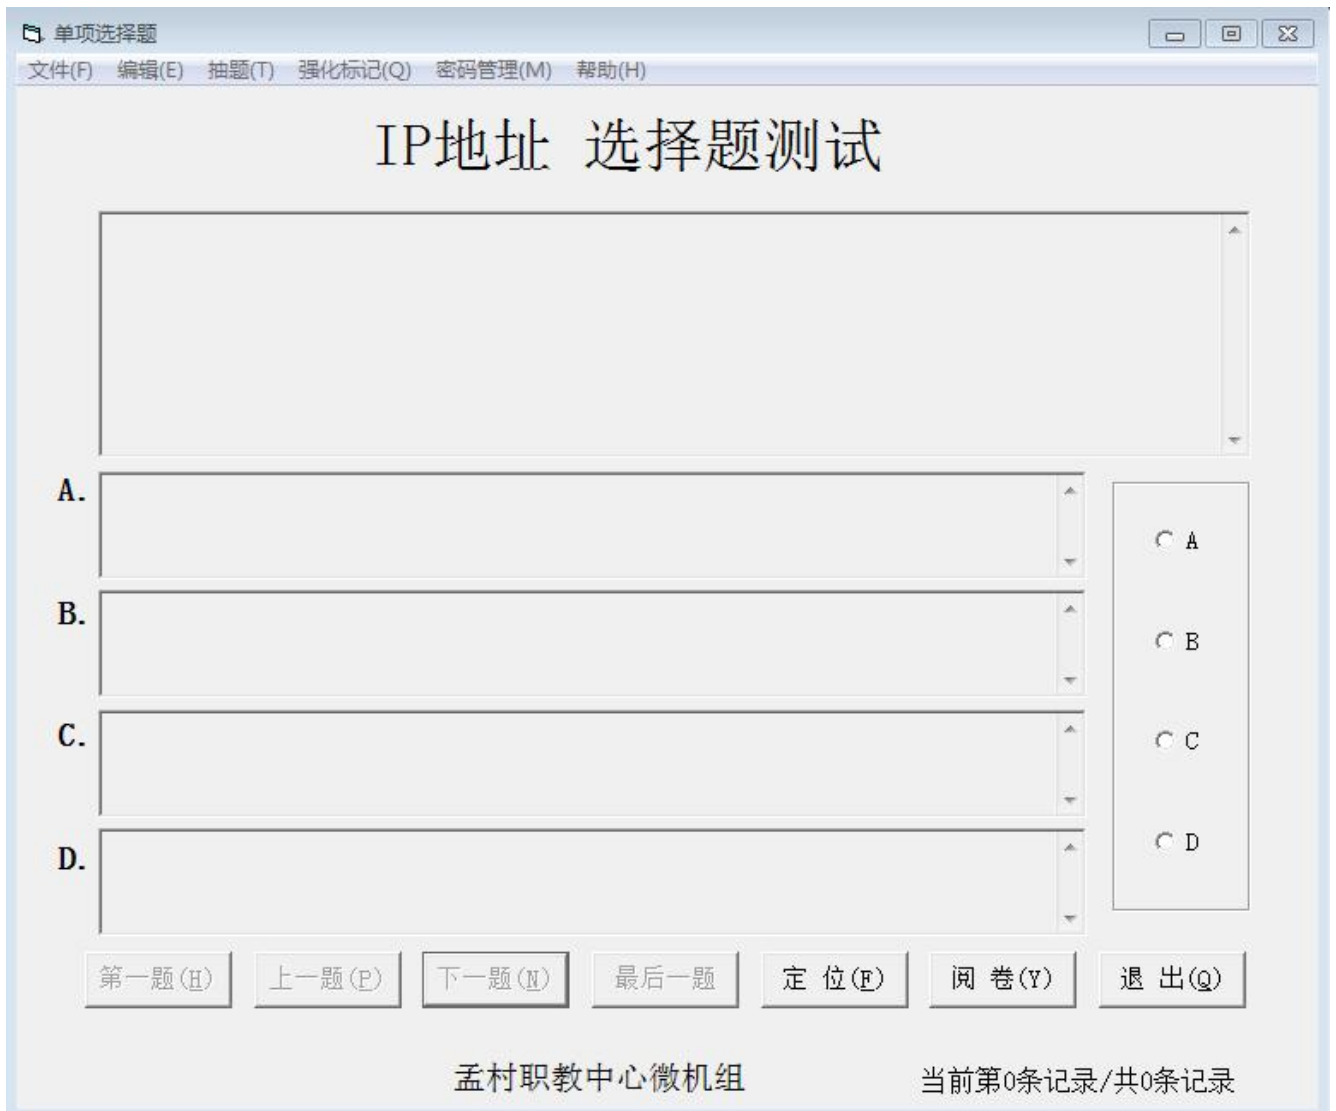 单项选择题
文件(F) 编辑(E) 抽题(T) 强化标记(Q) 密码管理(M) 帮助(H)
IP地址 选择题测试
A.
A
B.
B
C.
C
D.
D
第一题(H) 上一题(P) 下一题(N) 最后一题 定 位(F) 阅 卷(Y) 退 出(Q)
孟村职教中心微机组 当前第0条记录/共0条记录